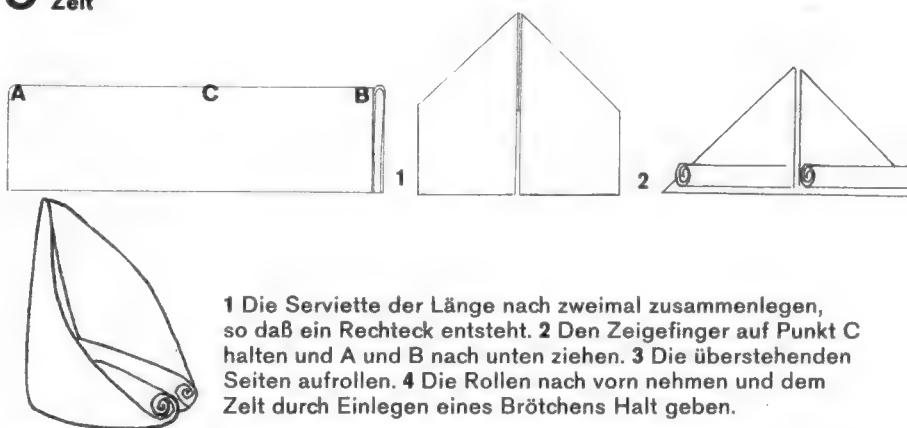 Zelt
A C B
1
2
1 Die Serviette der Länge nach zweimal zusammenlegen,
so daß ein Rechteck entsteht. 2 Den Zeigefinger auf Punkt C
halten und A und B nach unten ziehen. 3 Die überstehenden
Seiten aufrollen. 4 Die Rollen nach vorn nehmen und dem
Zelt durch Einlegen eines Brötchens Halt geben.